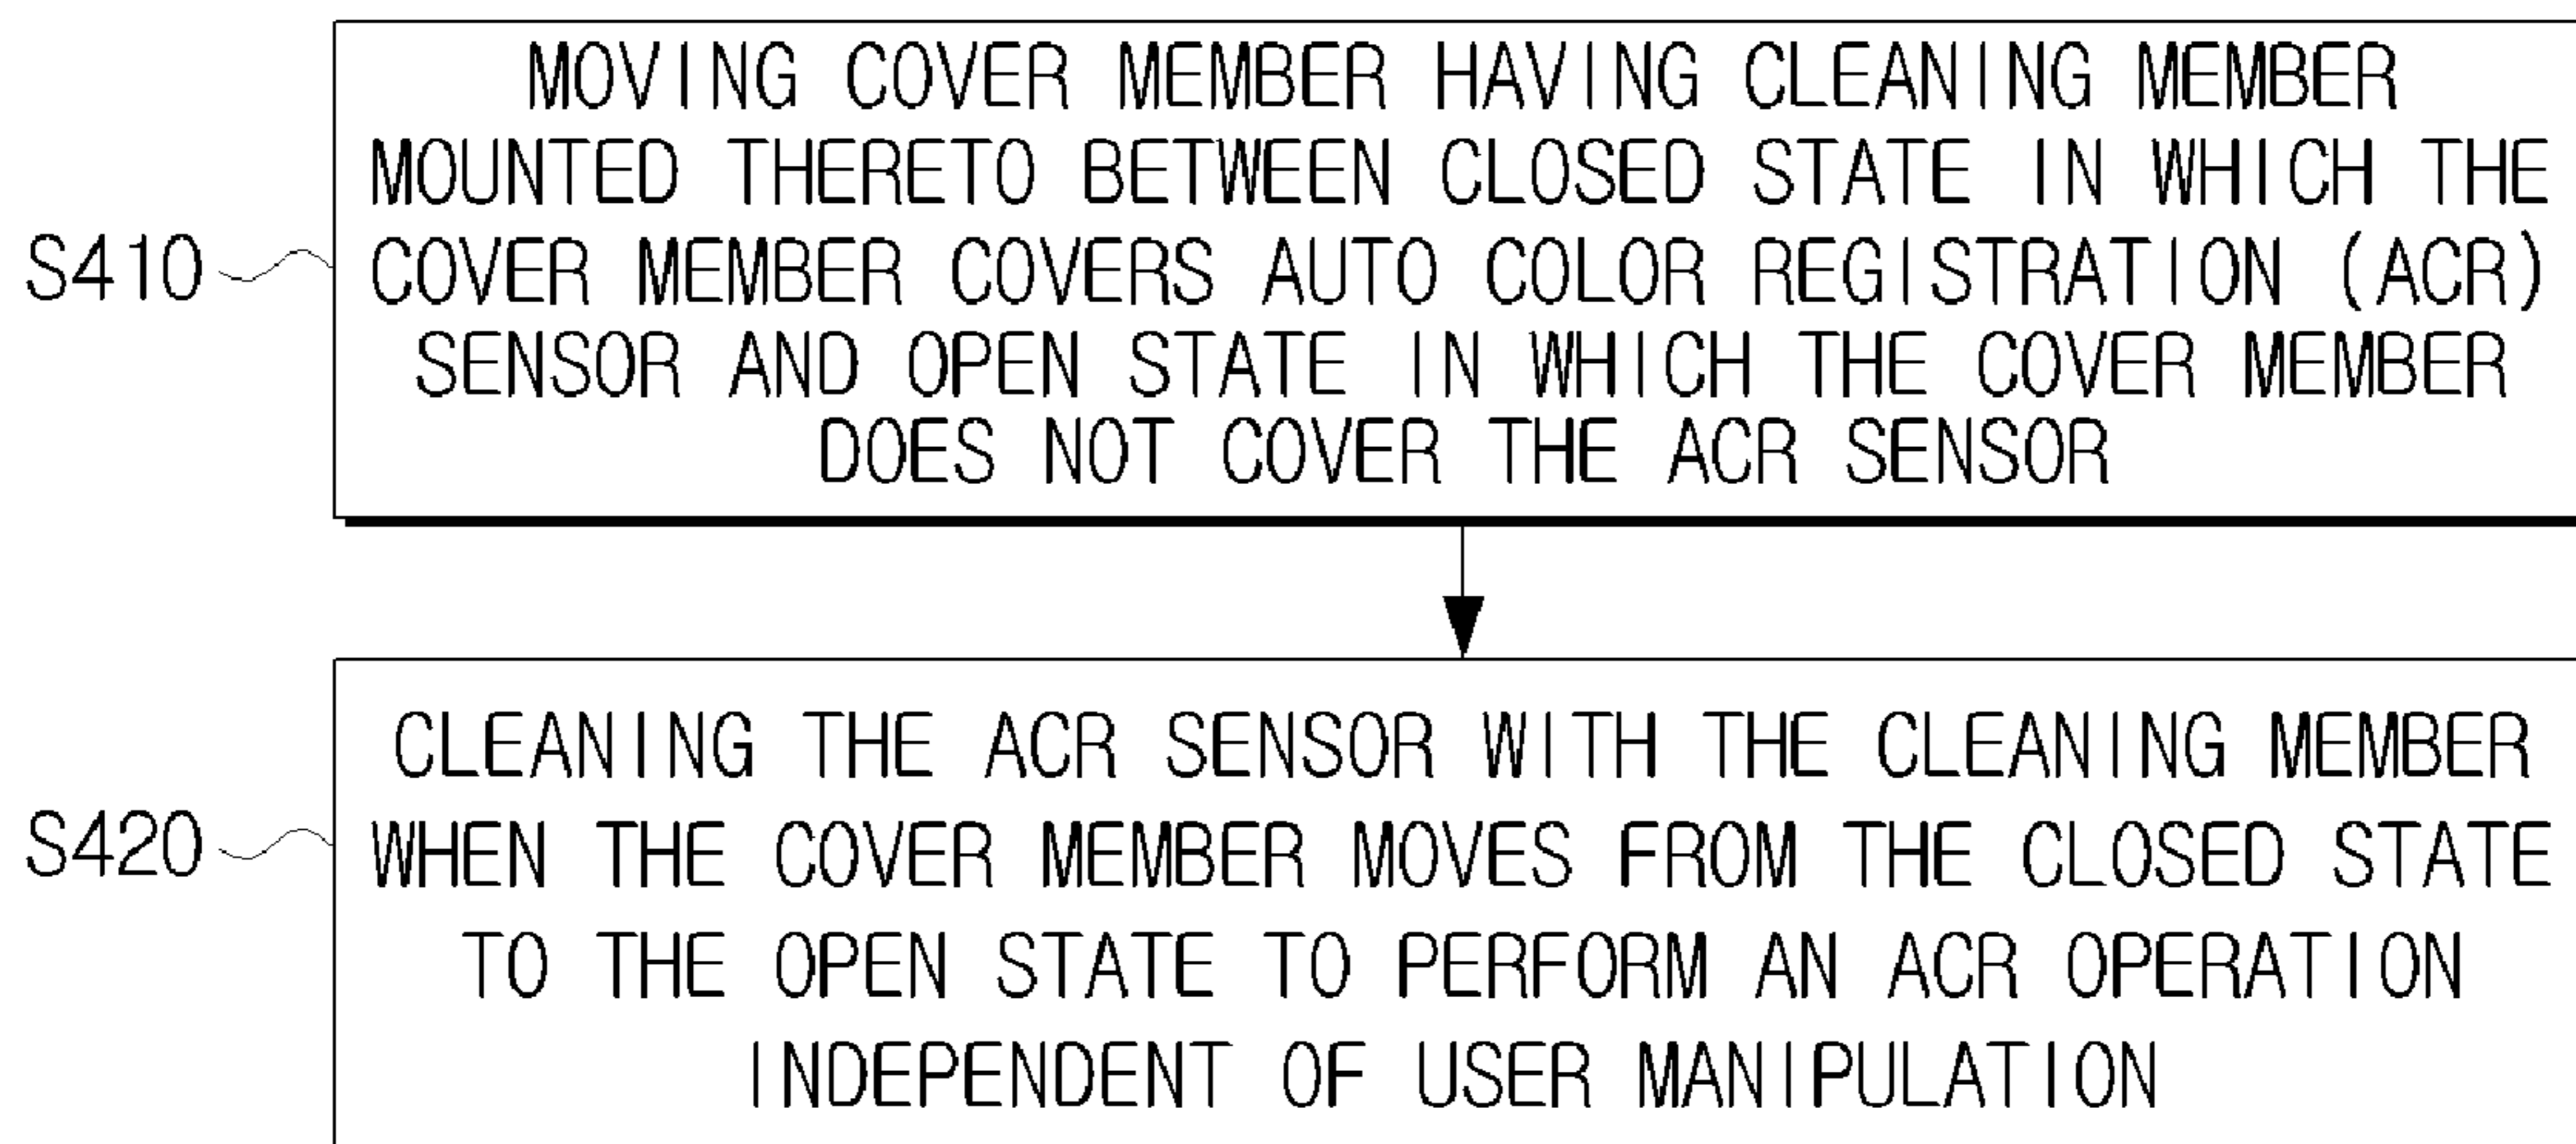 MOVING COVER MEMBER HAVING CLEANING MEMBER
MOUNTED THERETO BETWEEN CLOSED STATE IN WHICH THE
S410 COVER MEMBER COVERS AUTO COLOR REGISTRATION (ACR)
SENSOR AND OPEN STATE IN WHICH THE COVER MEMBER
DOES NOT COVER THE ACR SENSOR
CLEANING THE ACR SENSOR WITH THE CLEANING MEMBER
S420 WHEN THE COVER MEMBER MOVES FROM THE CLOSED STATE
TO THE OPEN STATE TO PERFORM AN ACR OPERATION
INDEPENDENT OF USER MANIPULATION